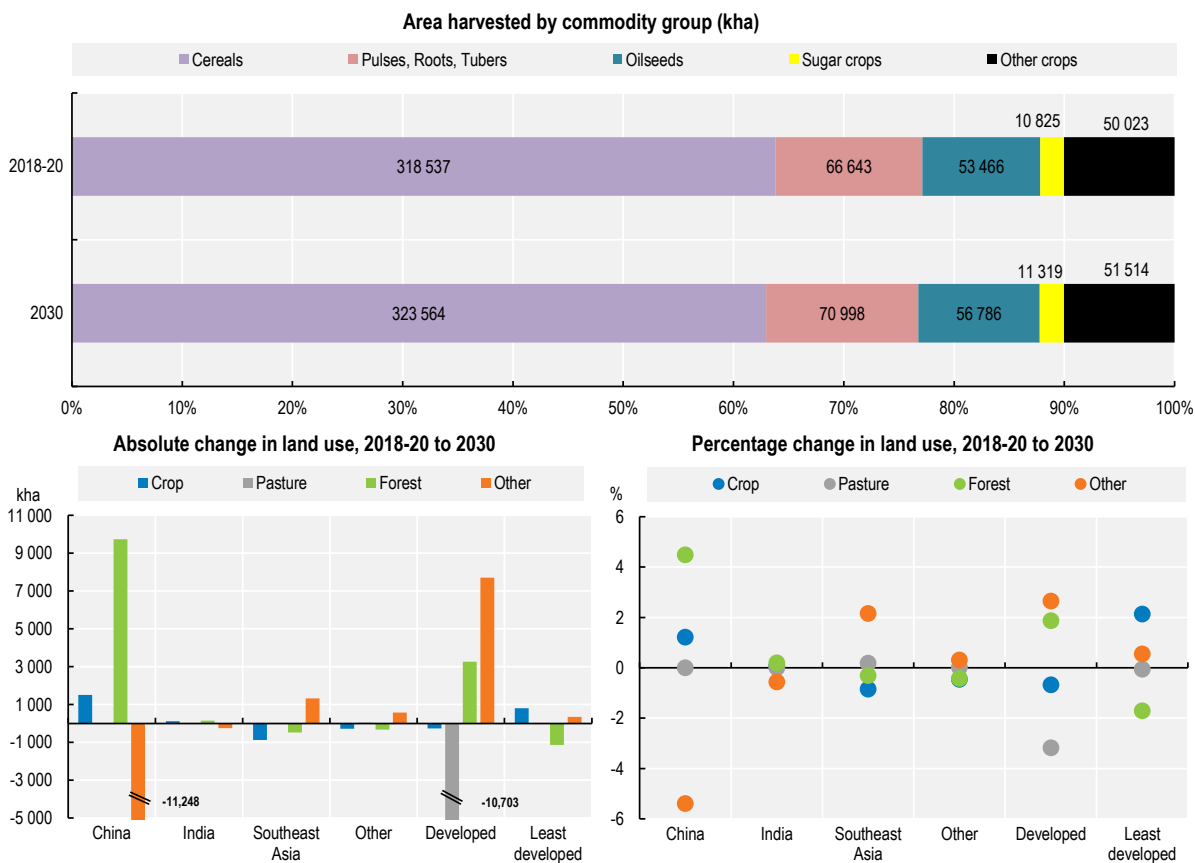 Area harvested by commodity group (kha)
Cereals Pulses, Roots, Tubers Oilseeds Sugar crops Other crops
10 825 50 023
2018-20 318 537 66 643 53 466
11 319 51 514
2030 323 564 70 998 56 786
0% 10% 20% 30% 40% 50% 60% 70% 80% 90% 100%
Absolute change in land use, 2018-20 to 2030
Crop Pasture Forest Other
kha
11 000
9 000
7 000
5 000
3 000
1 000
-1 000
-3 000
-5 000
-11,248 -10,703
China India Southeast Asia Other Developed Least developed
Percentage change in land use, 2018-20 to 2030
Crop Pasture Forest Other
%
6
4
2
0
-2
-4
-6
China India Southeast Asia Other Developed Least developed